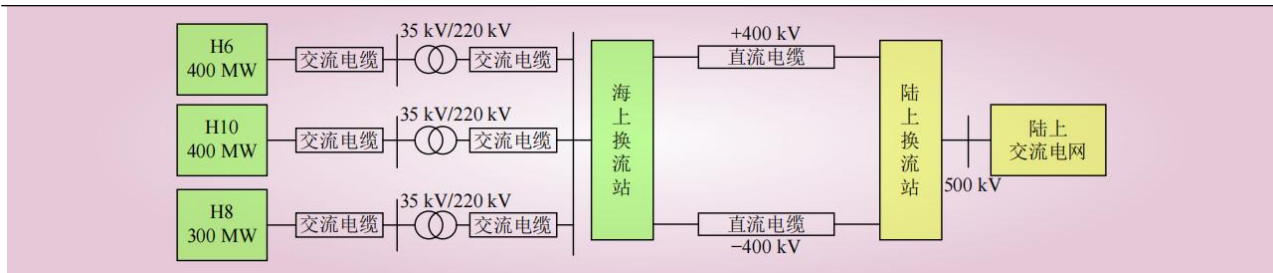 H6
400 MW
交流电缆
35 kV/220 kV
交流电缆
H10
400 MW
交流电缆
35 kV/220 kV
交流电缆
H8
300 MW
交流电缆
35 kV/220 kV
交流电缆
海上换流站
+400 kV
直流电缆
直流电缆
−400 kV
陆上换流站
500 kV
陆上
交流电网